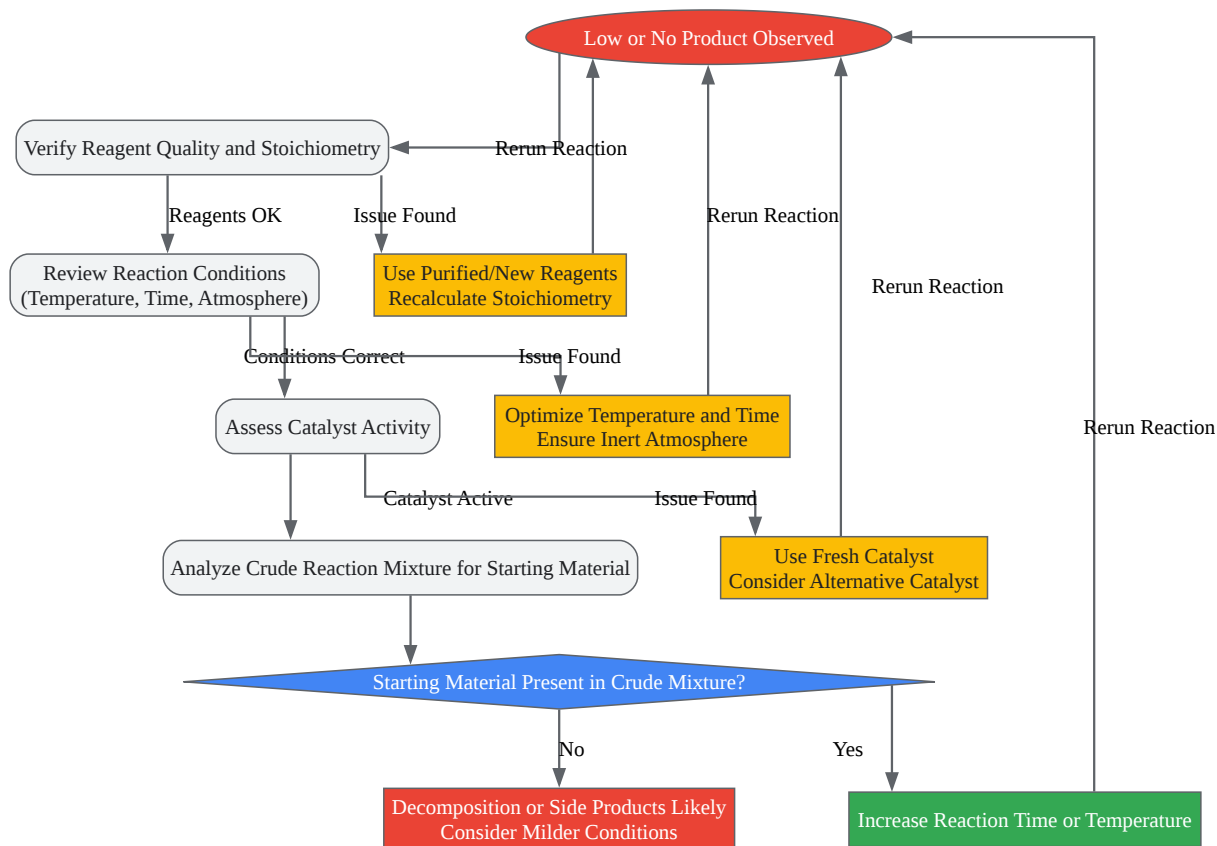 Low or No Product Observed
Verify Reagent Quality and Stoichiometry
Rerun Reaction
Reagents OK
Issue Found
Rerun Reaction
Review Reaction Conditions
(Temperature, Time, Atmosphere)
Use Purified/New Reagents
Recalculate Stoichiometry
Rerun Reaction
Conditions Correct
Issue Found
Assess Catalyst Activity
Optimize Temperature and Time
Ensure Inert Atmosphere
Rerun Reaction
Catalyst Active
Issue Found
Analyze Crude Reaction Mixture for Starting Material
Use Fresh Catalyst
Consider Alternative Catalyst
Starting Material Present in Crude Mixture?
No
Yes
Decomposition or Side Products Likely
Consider Milder Conditions
Increase Reaction Time or Temperature